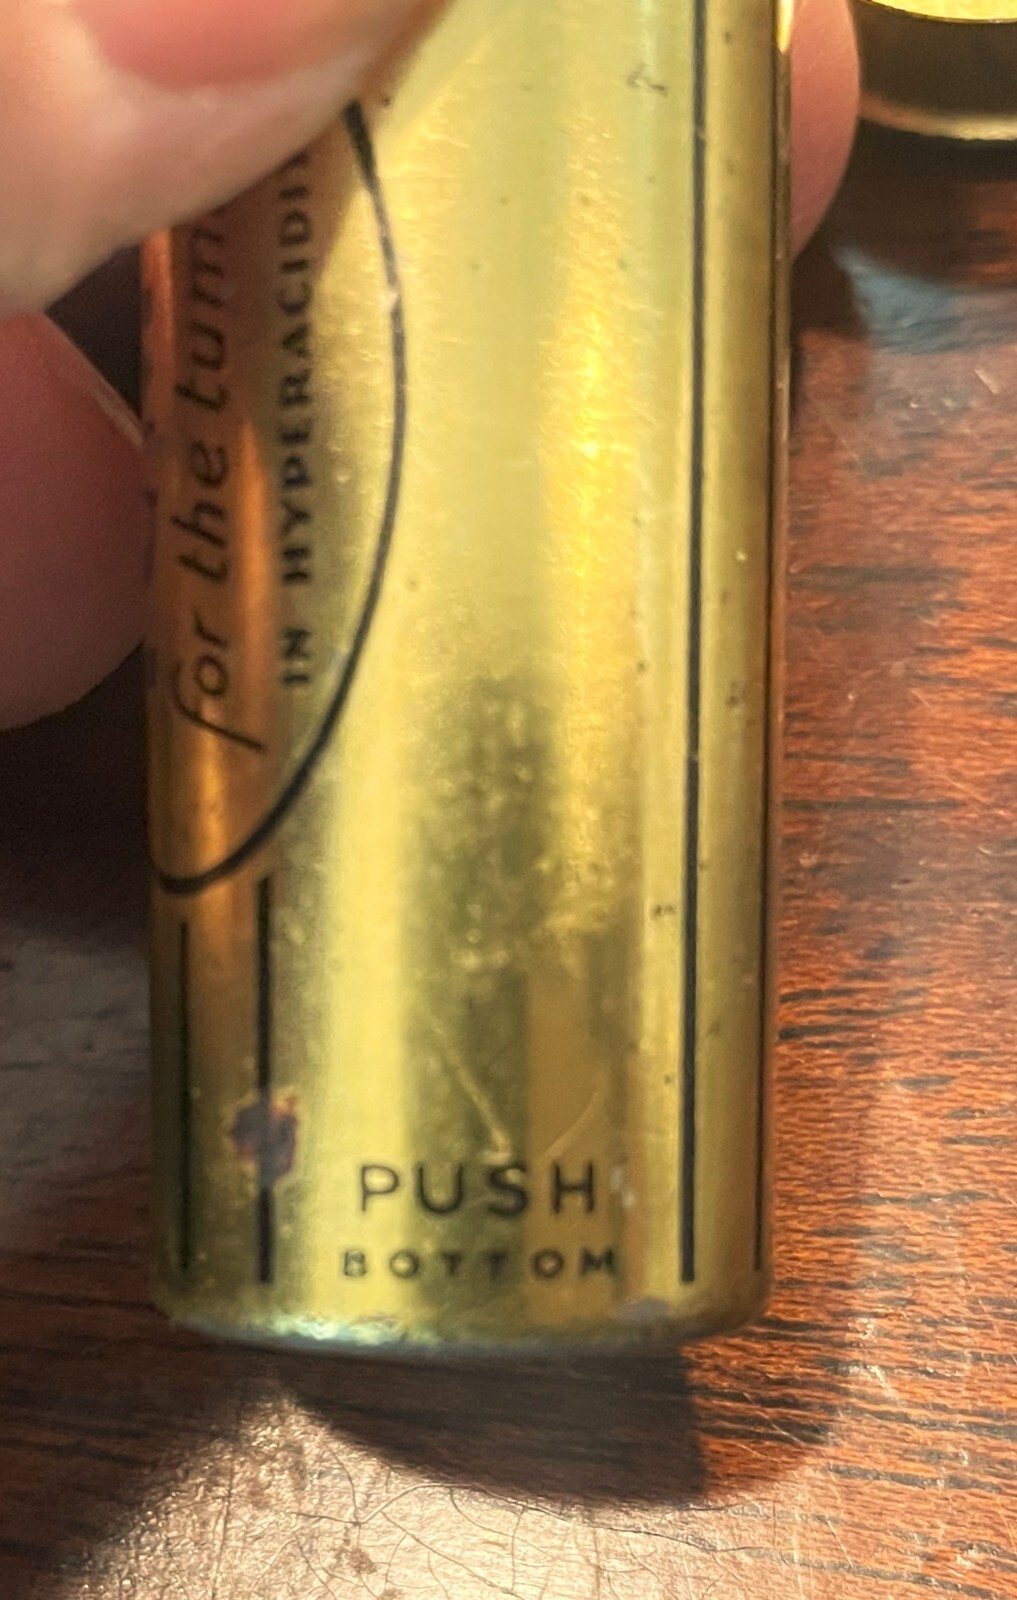 for the tum
IN HYPERACIDI
PUSH
BOTTOM